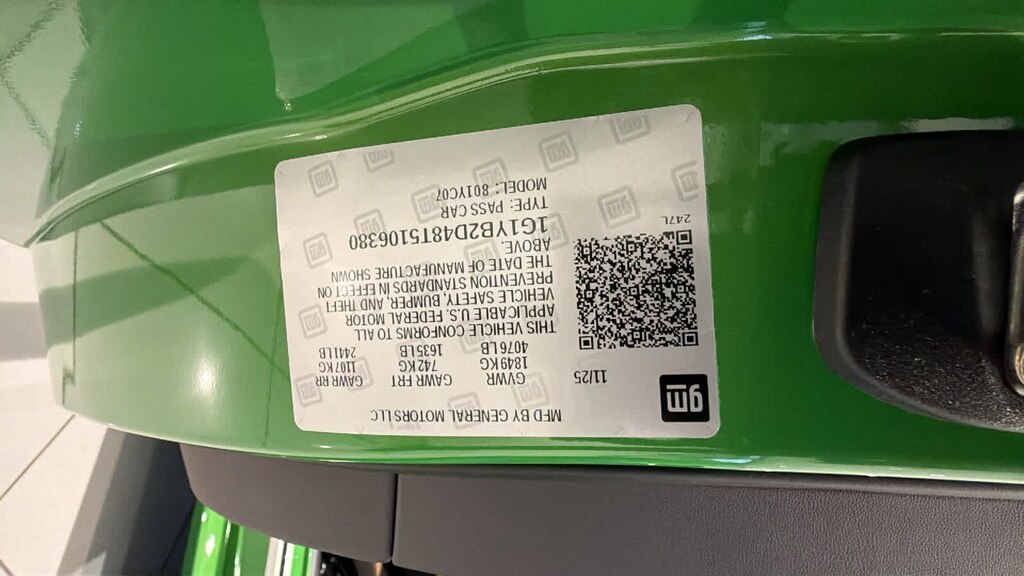 gm
MFD BY GENERAL MOTORS LLC
11/25
GVWR GAWR FRT GAWR RR
1849 KG 742 KG 1107 KG
4076 LB 1635 LB 2441 LB
THIS VEHICLE CONFORMS TO ALL
APPLICABLE U.S. FEDERAL MOTOR
VEHICLE SAFETY, BUMPER, AND THEFT
PREVENTION STANDARDS IN EFFECT ON
THE DATE OF MANUFACTURE SHOWN
ABOVE.
1G1YB2D48T5106380
TYPE: PASS CAR
MODEL: 801YC07
247L